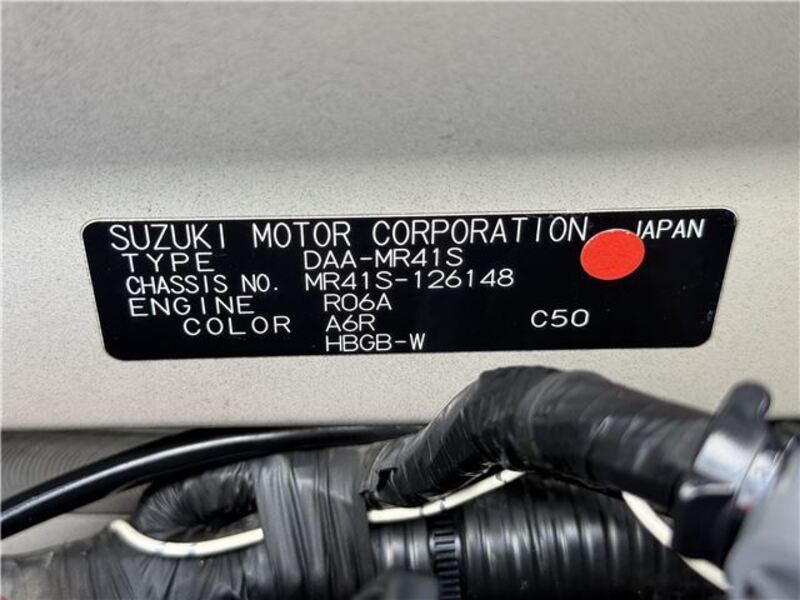 SUZUKI MOTOR CORPORATION JAPAN
TYPE DAA-MR41S
CHASSIS NO. MR41S-126148
ENGINE R06A
COLOR A6R C50
HBGB-W